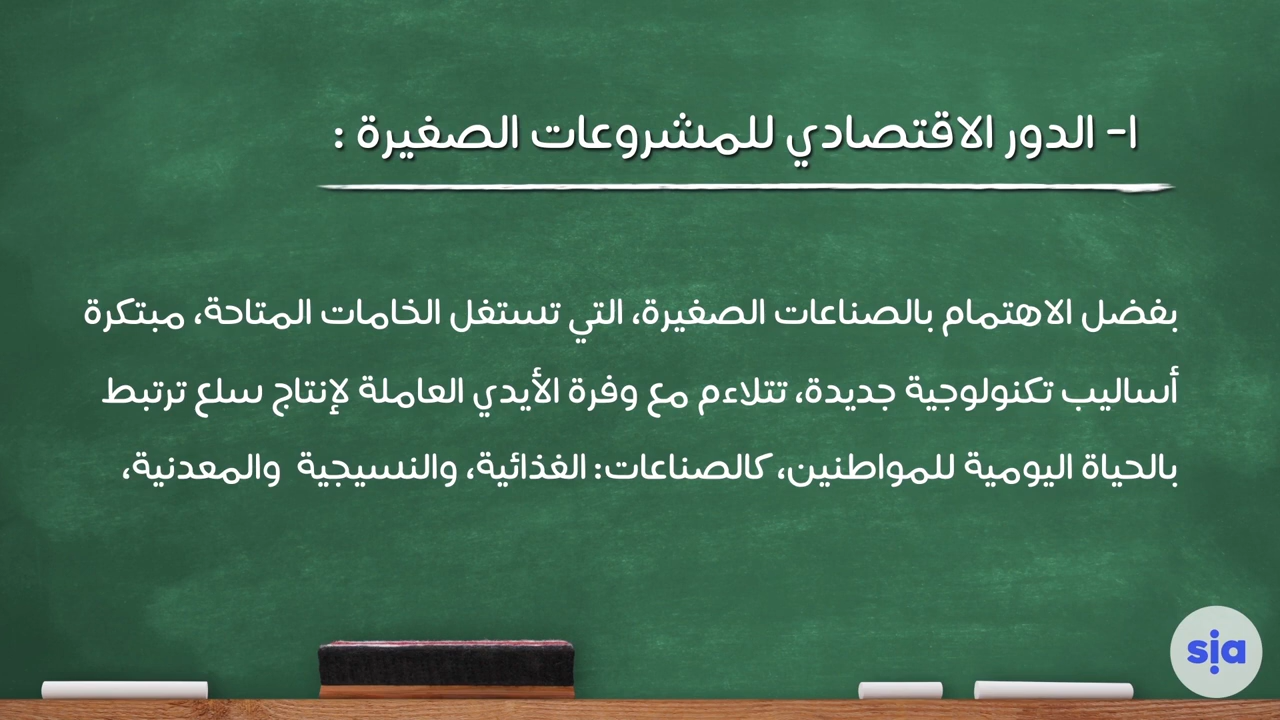 ١- الدور الاقتصادي للمشروعات الصغيرة :
بفضل الاهتمام بالصناعات الصغيرة، التي تستغل الخامات المتاحة، مبتكرة
أساليب تكنولوجية جديدة، تتلاءم مع وفرة الأيدي العاملة لإنتاج سلع ترتبط
بالحياة اليومية للمواطنين، كالصناعات: الغذائية، والنسيجية والمعدنية،
sia